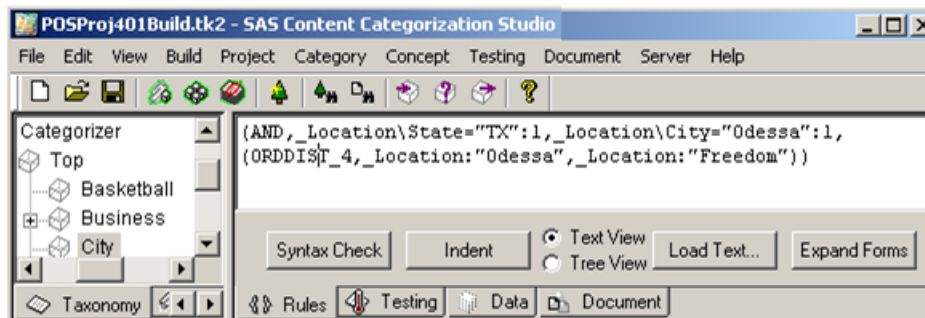 POSProj401Build.tk2 - SAS Content Categorization Studio
File Edit View Build Project Category Concept Testing Document Server Help
Categorizer
Top
Basketball
Business
City
(AND,_Location\State="TX":1,_Location\City="Odessa":1,
(ORDDIST_4,_Location:"Odessa",_Location:"Freedom"))
Syntax Check
Indent
Text View
Tree View
Load Text...
Expand Forms
Taxonomy
Rules
Testing
Data
Document